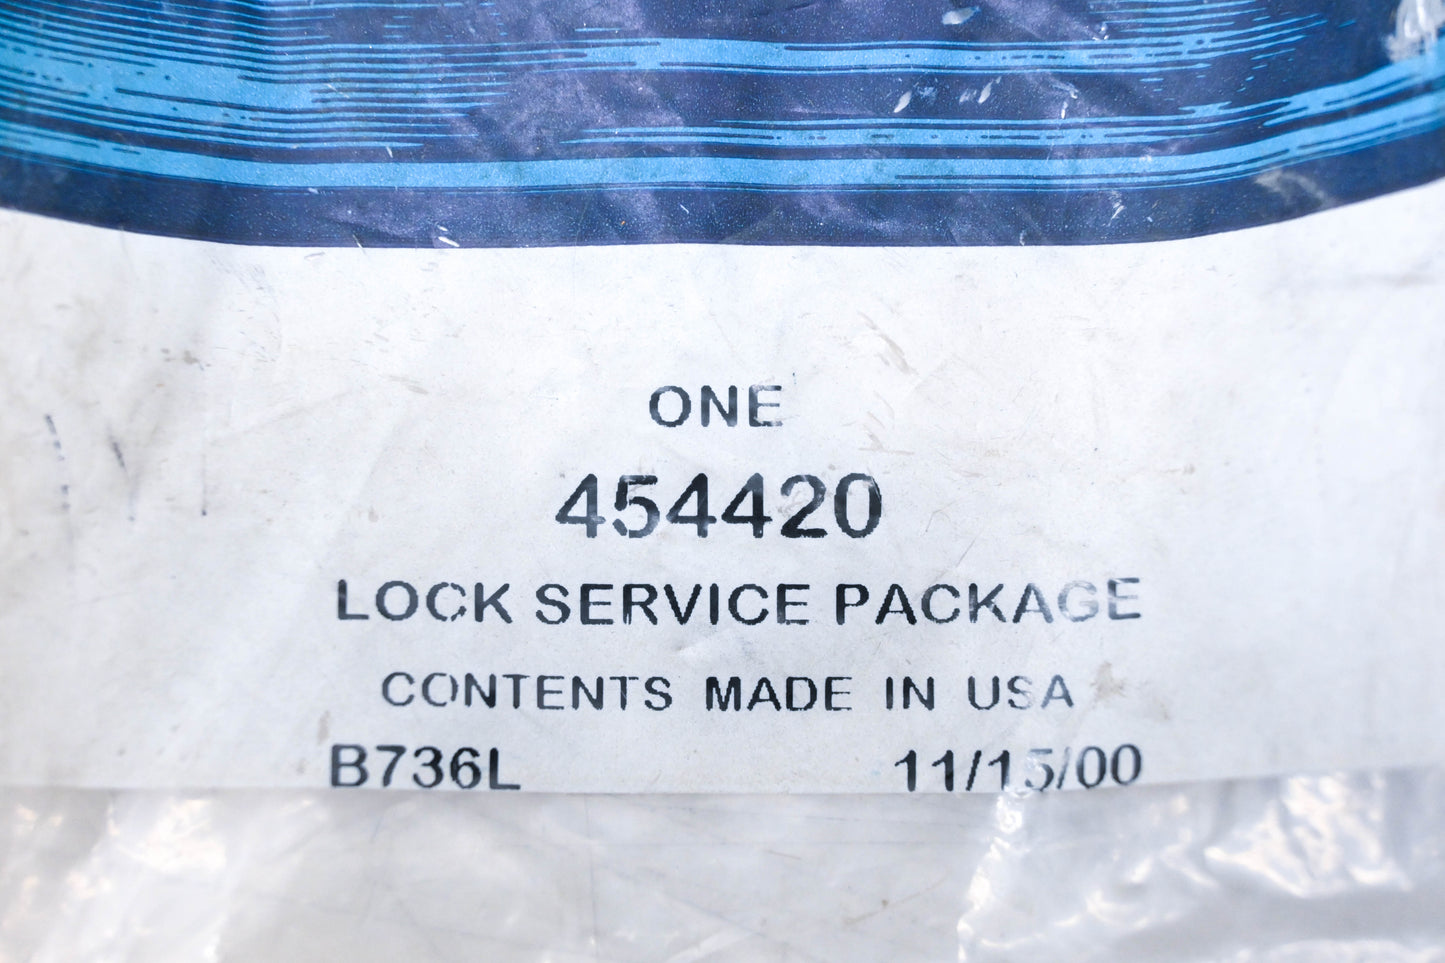 ONE
454420
LOCK SERVICE PACKAGE
CONTENTS MADE IN USA
B736L 11/15/00